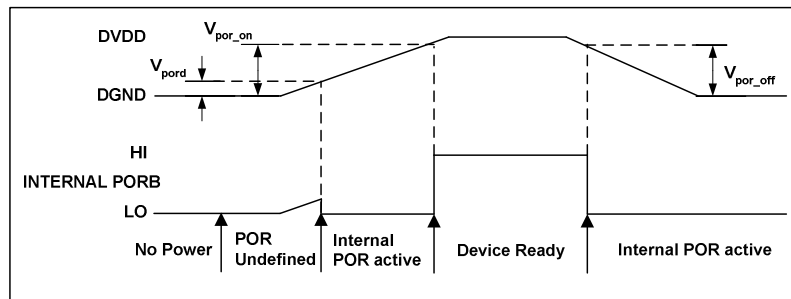 DVDD
V_por_on
V_pord
V_por_off
DGND
HI
INTERNAL PORB
LO
No Power
POR
Undefined
Internal
POR active
Device Ready
Internal POR active